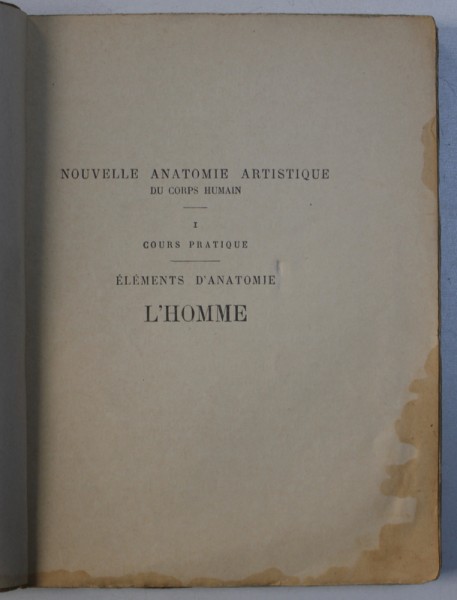 NOUVELLE ANATOMIE ARTISTIQUE
DU CORPS HUMAIN
I
COURS PRATIQUE
ÉLÉMENTS D'ANATOMIE
L'HOMME